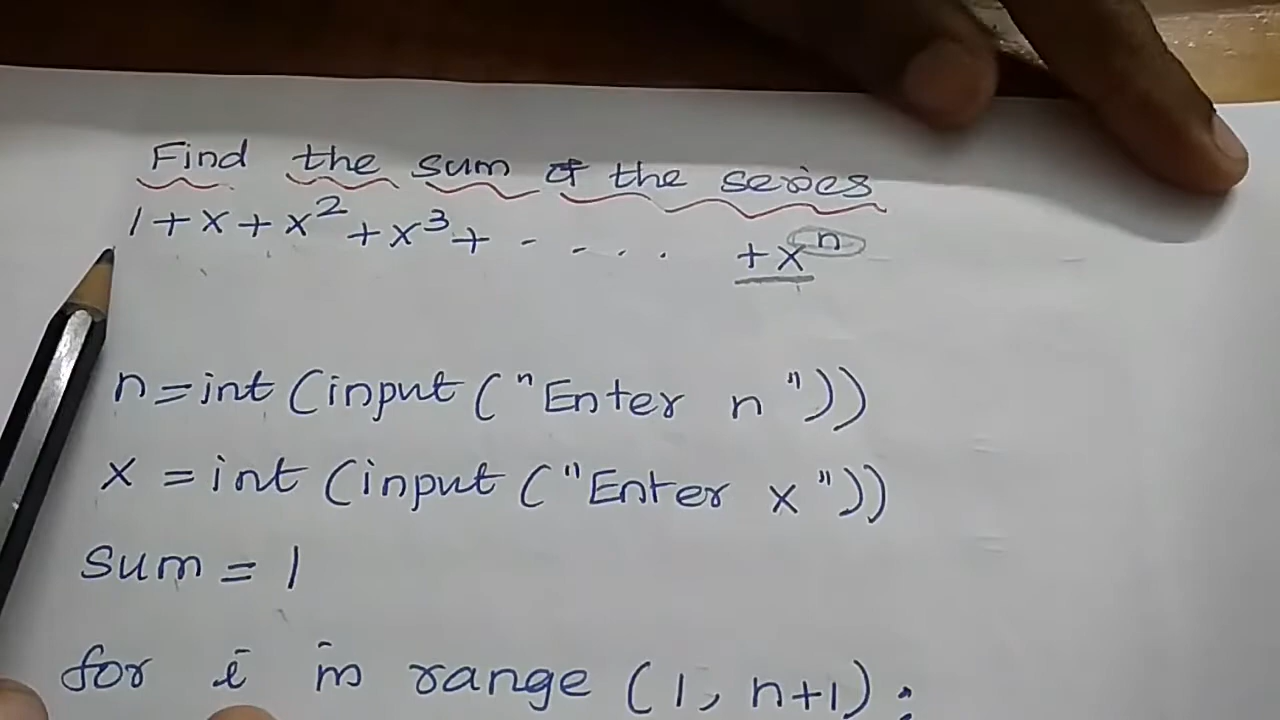 Find the sum of the series
1 + x + x² + x³ + - - . . . + xⁿ
n = int (input ("Enter n"))
x = int (input ("Enter x"))
sum = 1
for i in range (1, n+1) :